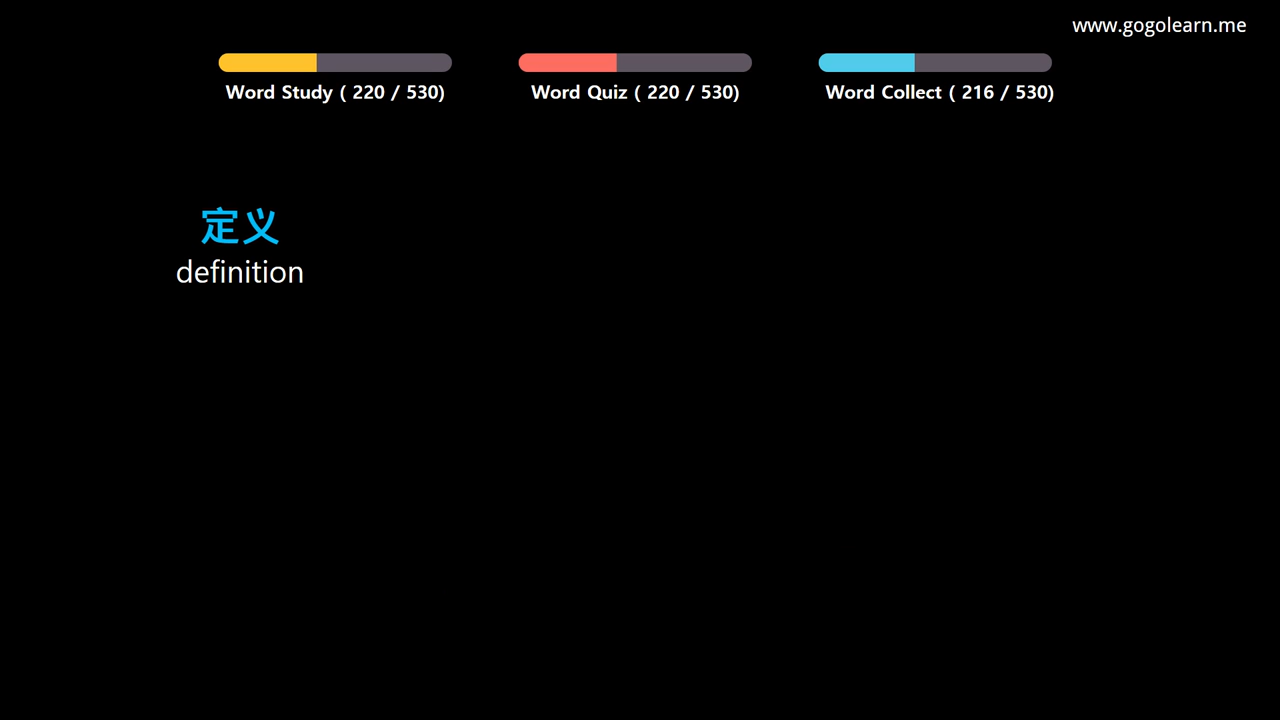 www.gogolearn.me
Word Study ( 220 / 530)
Word Quiz ( 220 / 530)
Word Collect ( 216 / 530)
定义
definition